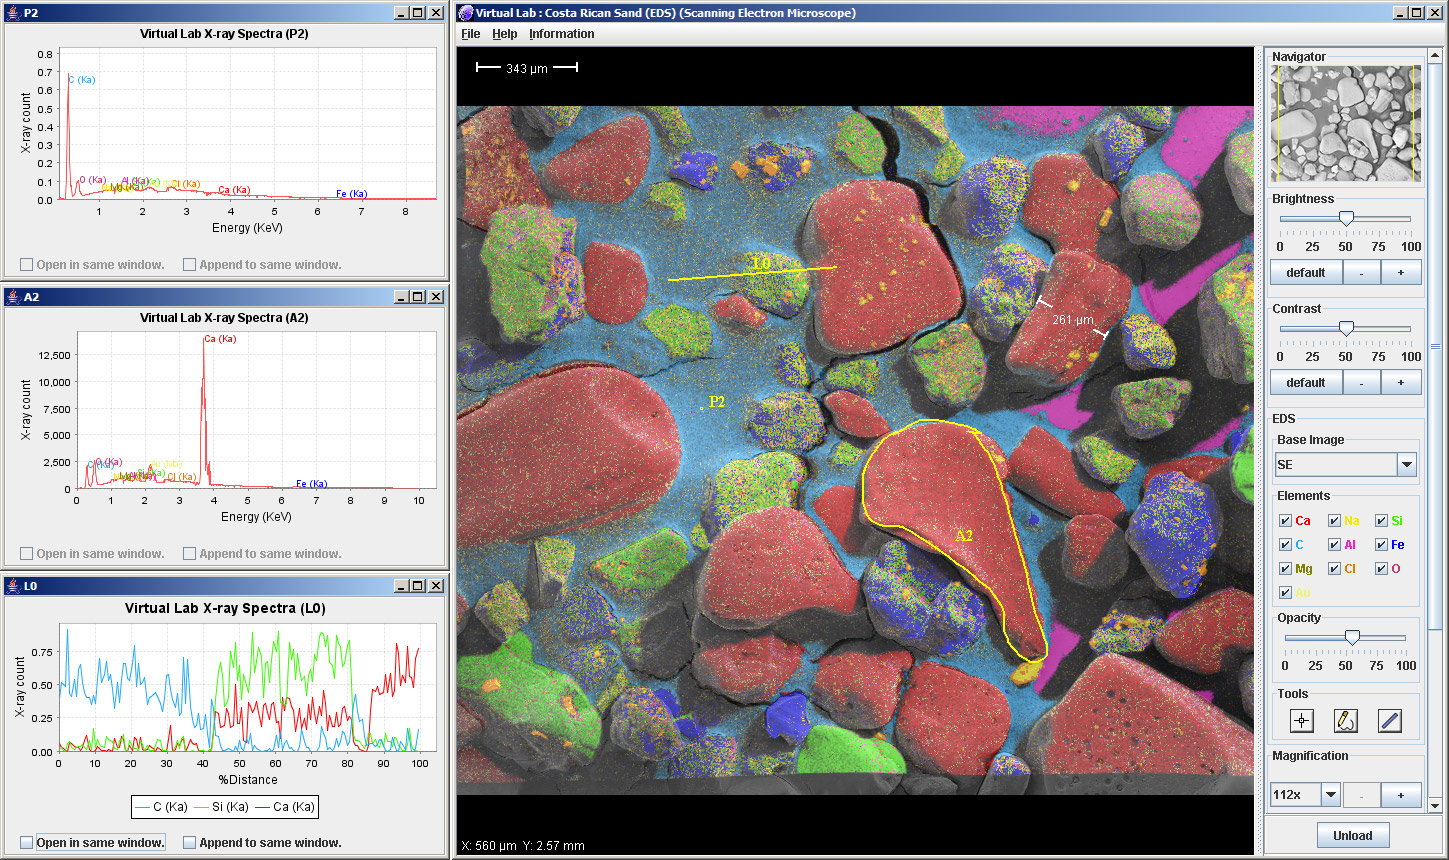 P2
Virtual Lab X-ray Spectra (P2)
X-ray count
0.8
0.7
0.6
0.5
0.4
0.3
0.2
0.1
0.0
C (Ka)
O (Ka)
Ca (Ka)
Fe (Ka)
1 2 3 4 5 6 7 8
Energy (KeV)
Open in same window. Append to same window.
A2
Virtual Lab X-ray Spectra (A2)
X-ray count
12,500
10,000
7,500
5,000
2,500
0
Ca (Ka)
O (Ka)
Cl (Ka)
Fe (Ka)
0 1 2 3 4 5 6 7 8 9 10
Energy (KeV)
Open in same window. Append to same window.
L0
Virtual Lab X-ray Spectra (L0)
X-ray count
0.75
0.50
0.25
0.00
0 10 20 30 40 50 60 70 80 90 100
%Distance
C (Ka) Si (Ka) Ca (Ka)
Open in same window. Append to same window.
Virtual Lab : Costa Rican Sand (EDS) (Scanning Electron Microscope)
File Help Information
343 µm
L0
261 µm
P2
A2
X: 560 µm Y: 2.57 mm
Navigator
Brightness
0 25 50 75 100
default - +
Contrast
0 25 50 75 100
default - +
EDS
Base Image
SE
Elements
Ca Na Si
C Al Fe
Mg Cl O
Au
Opacity
0 25 50 75 100
Tools
Magnification
112x - +
Unload